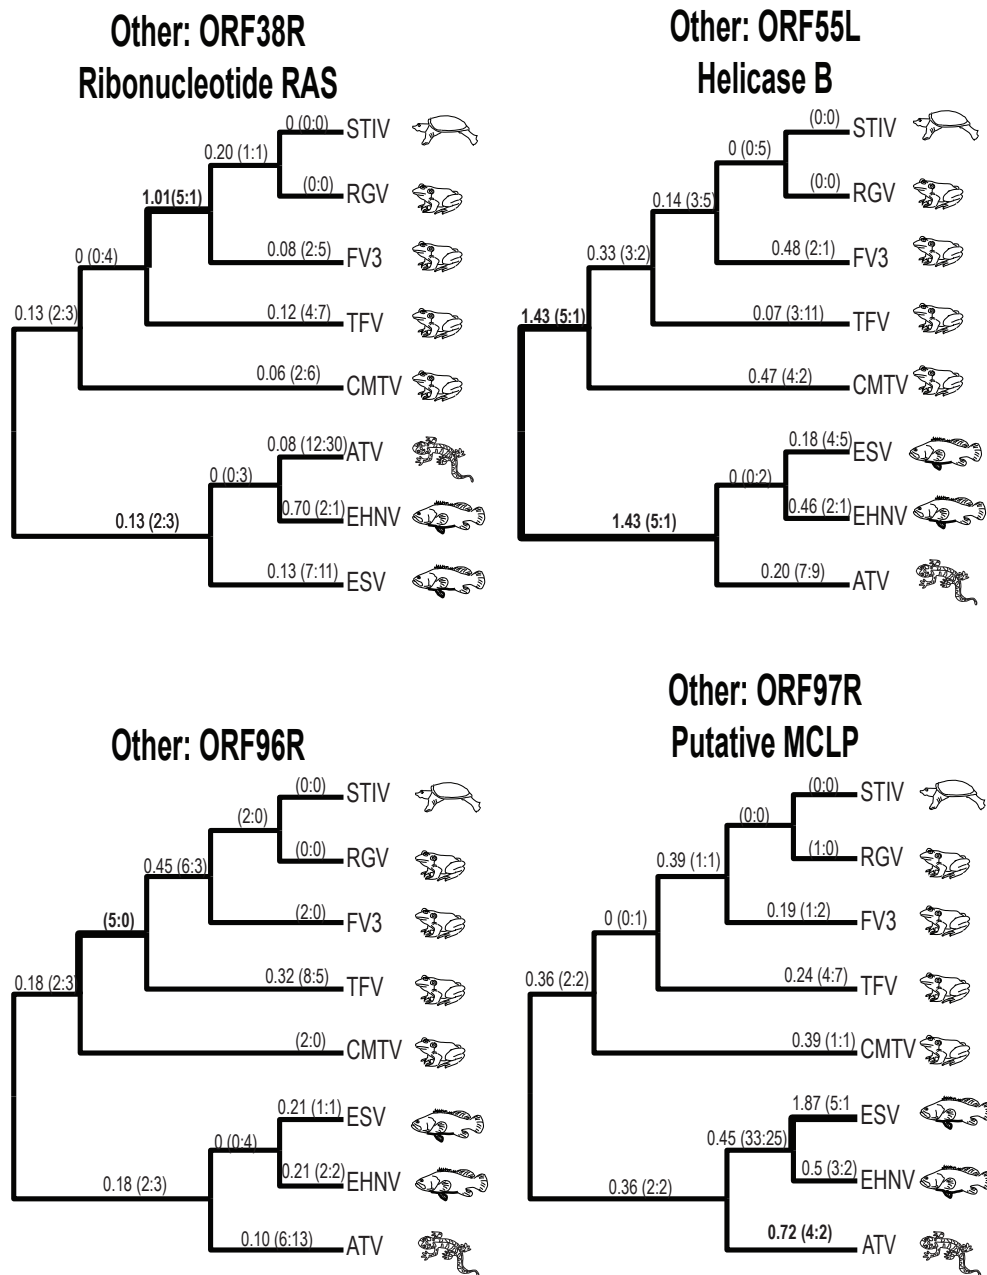 Other: ORF38R
Ribonucleotide RAS
0 (0:0)
STIV
0.20 (1:1)
(0:0)
RGV
1.01(5:1)
0.08 (2:5)
FV3
0 (0:4)
0.12 (4:7)
TFV
0.13 (2:3)
0.06 (2:6)
CMTV
0.08 (12:30)
ATV
0 (0:3)
0.70 (2:1)
EHNV
0.13 (2:3)
0.13 (7:11)
ESV
Other: ORF55L
Helicase B
(0:0)
STIV
0 (0:5)
(0:0)
RGV
0.14 (3:5)
0.48 (2:1)
FV3
0.33 (3:2)
0.07 (3:11)
TFV
1.43 (5:1)
0.47 (4:2)
CMTV
0.18 (4:5)
ESV
0 (0:2)
0.46 (2:1)
EHNV
1.43 (5:1)
0.20 (7:9)
ATV
Other: ORF96R
(0:0)
STIV
(2:0)
(0:0)
RGV
0.45 (6:3)
(2:0)
FV3
(5:0)
0.32 (8:5)
TFV
0.18 (2:3)
(2:0)
CMTV
0.21 (1:1)
ESV
0 (0:4)
0.21 (2:2)
EHNV
0.18 (2:3)
0.10 (6:13)
ATV
Other: ORF97R
Putative MCLP
(0:0)
STIV
(0:0)
(1:0)
RGV
0.39 (1:1)
0.19 (1:2)
FV3
0 (0:1)
0.24 (4:7)
TFV
0.36 (2:2)
0.39 (1:1)
CMTV
1.87 (5:1
ESV
0.45 (33:25)
0.5 (3:2)
EHNV
0.36 (2:2)
0.72 (4:2)
ATV